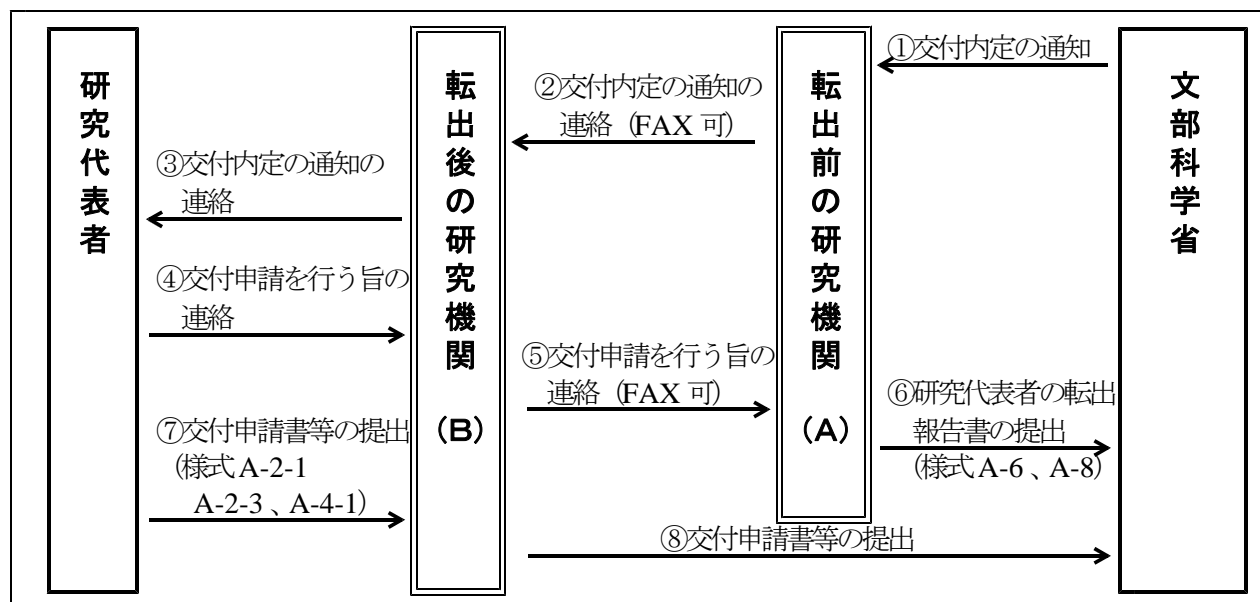 研究代表者
転出後の研究機関(B)
転出前の研究機関(A)
文部科学省
①交付内定の通知
②交付内定の通知の
連絡 (FAX 可)
③交付内定の通知の
連絡
④交付申請を行う旨の
連絡
⑤交付申請を行う旨の
連絡 (FAX 可)
⑥研究代表者の転出
報告書の提出
(様式 A-6 、A-8)
⑦交付申請書等の提出
(様式 A-2-1
A-2-3 、A-4-1)
⑧交付申請書等の提出